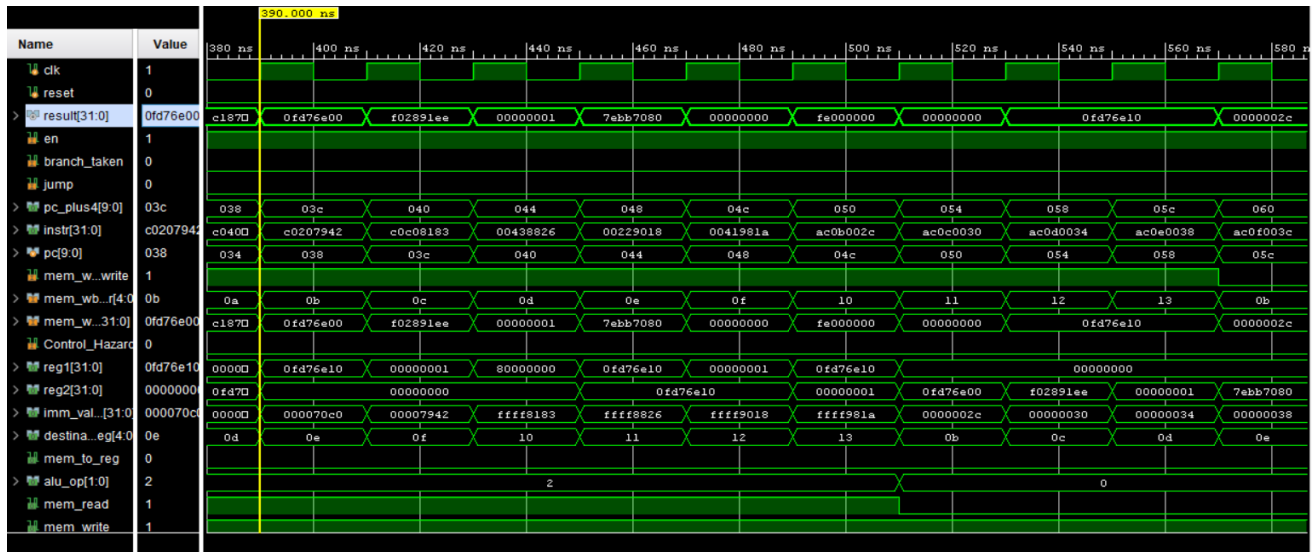 390.000 ns
Name Value 380 ns 400 ns 420 ns 440 ns 460 ns 480 ns 500 ns 520 ns 540 ns 560 ns 580 n
clk 1
reset 0
result[31:0] 0fd76e00 c187 0fd76e00 f02891ee 00000001 7ebb7080 00000000 fe000000 00000000 0fd76e10 0000002c
en 1
branch_taken 0
jump 0
pc_plus4[9:0] 03c 038 03c 040 044 048 04c 050 054 058 05c 060
instr[31:0] c0207942 c040 c0207942 c0c08183 00438826 00229018 0041981a ac0b002c ac0c0030 ac0d0034 ac0e0038 ac0f003c
pc[9:0] 038 034 038 03c 040 044 048 04c 050 054 058 05c
mem_w...write 1
mem_wb...r[4:0 0b 0a 0b 0c 0d 0e 0f 10 11 12 13 0b
mem_w...31:0] 0fd76e00 c187 0fd76e00 f02891ee 00000001 7ebb7080 00000000 fe000000 00000000 0fd76e10 0000002c
Control_Hazard 0
reg1[31:0] 0fd76e10 0000 0fd76e10 00000001 80000000 0fd76e10 00000001 0fd76e10 00000000
reg2[31:0] 0000000 0fd7 00000000 0fd76e10 00000001 0fd76e00 f02891ee 00000001 7ebb7080
imm_val...[31:0] 000070c0 0000 000070c0 00007942 ffff8183 ffff8826 ffff9018 ffff981a 0000002c 00000030 00000034 00000038
destina...eg[4:0 0e 0d 0e 0f 10 11 12 13 0b 0c 0d 0e
mem_to_reg 0
alu_op[1:0] 2 2 0
mem_read 1
mem_write 1